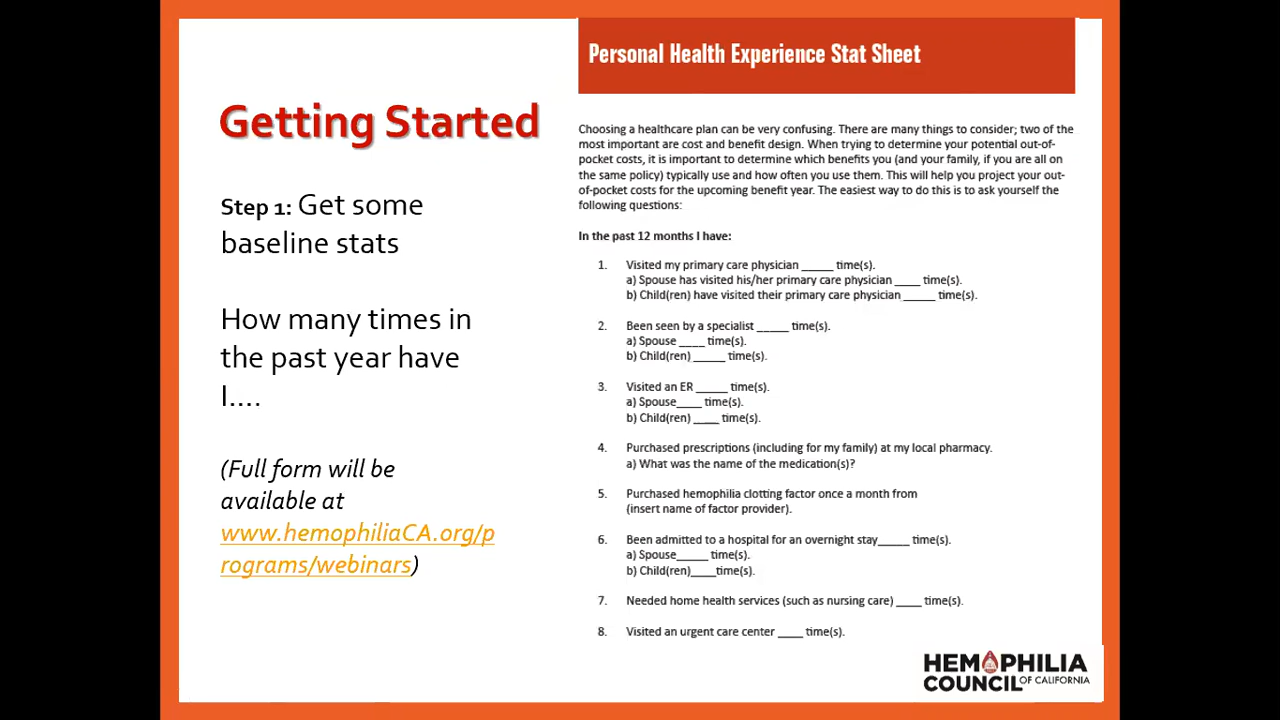 Getting Started
Step 1: Get some
baseline stats
How many times in
the past year have
I....
(Full form will be
available at
www.hemophiliaCA.org/p
rograms/webinars)
Personal Health Experience Stat Sheet
Choosing a healthcare plan can be very confusing. There are many things to consider; two of the
most important are cost and benefit design. When trying to determine your potential out-of-
pocket costs, it is important to determine which benefits you (and your family, if you are all on
the same policy) typically use and how often you use them. This will help you project your out-
of-pocket costs for the upcoming benefit year. The easiest way to do this is to ask yourself the
following questions:
In the past 12 months I have:
1. Visited my primary care physician _____ time(s).
a) Spouse has visited his/her primary care physician ____ time(s).
b) Child(ren) have visited their primary care physician _____ time(s).
2. Been seen by a specialist _____ time(s).
a) Spouse ____ time(s).
b) Child(ren) _____ time(s).
3. Visited an ER _____ time(s).
a) Spouse____ time(s).
b) Child(ren) ____ time(s).
4. Purchased prescriptions (including for my family) at my local pharmacy.
a) What was the name of the medication(s)?
5. Purchased hemophilia clotting factor once a month from
(insert name of factor provider).
6. Been admitted to a hospital for an overnight stay_____ time(s).
a) Spouse_____ time(s).
b) Child(ren)____time(s).
7. Needed home health services (such as nursing care) ____ time(s).
8. Visited an urgent care center ____ time(s).
HEMOPHILIA
COUNCIL OF CALIFORNIA